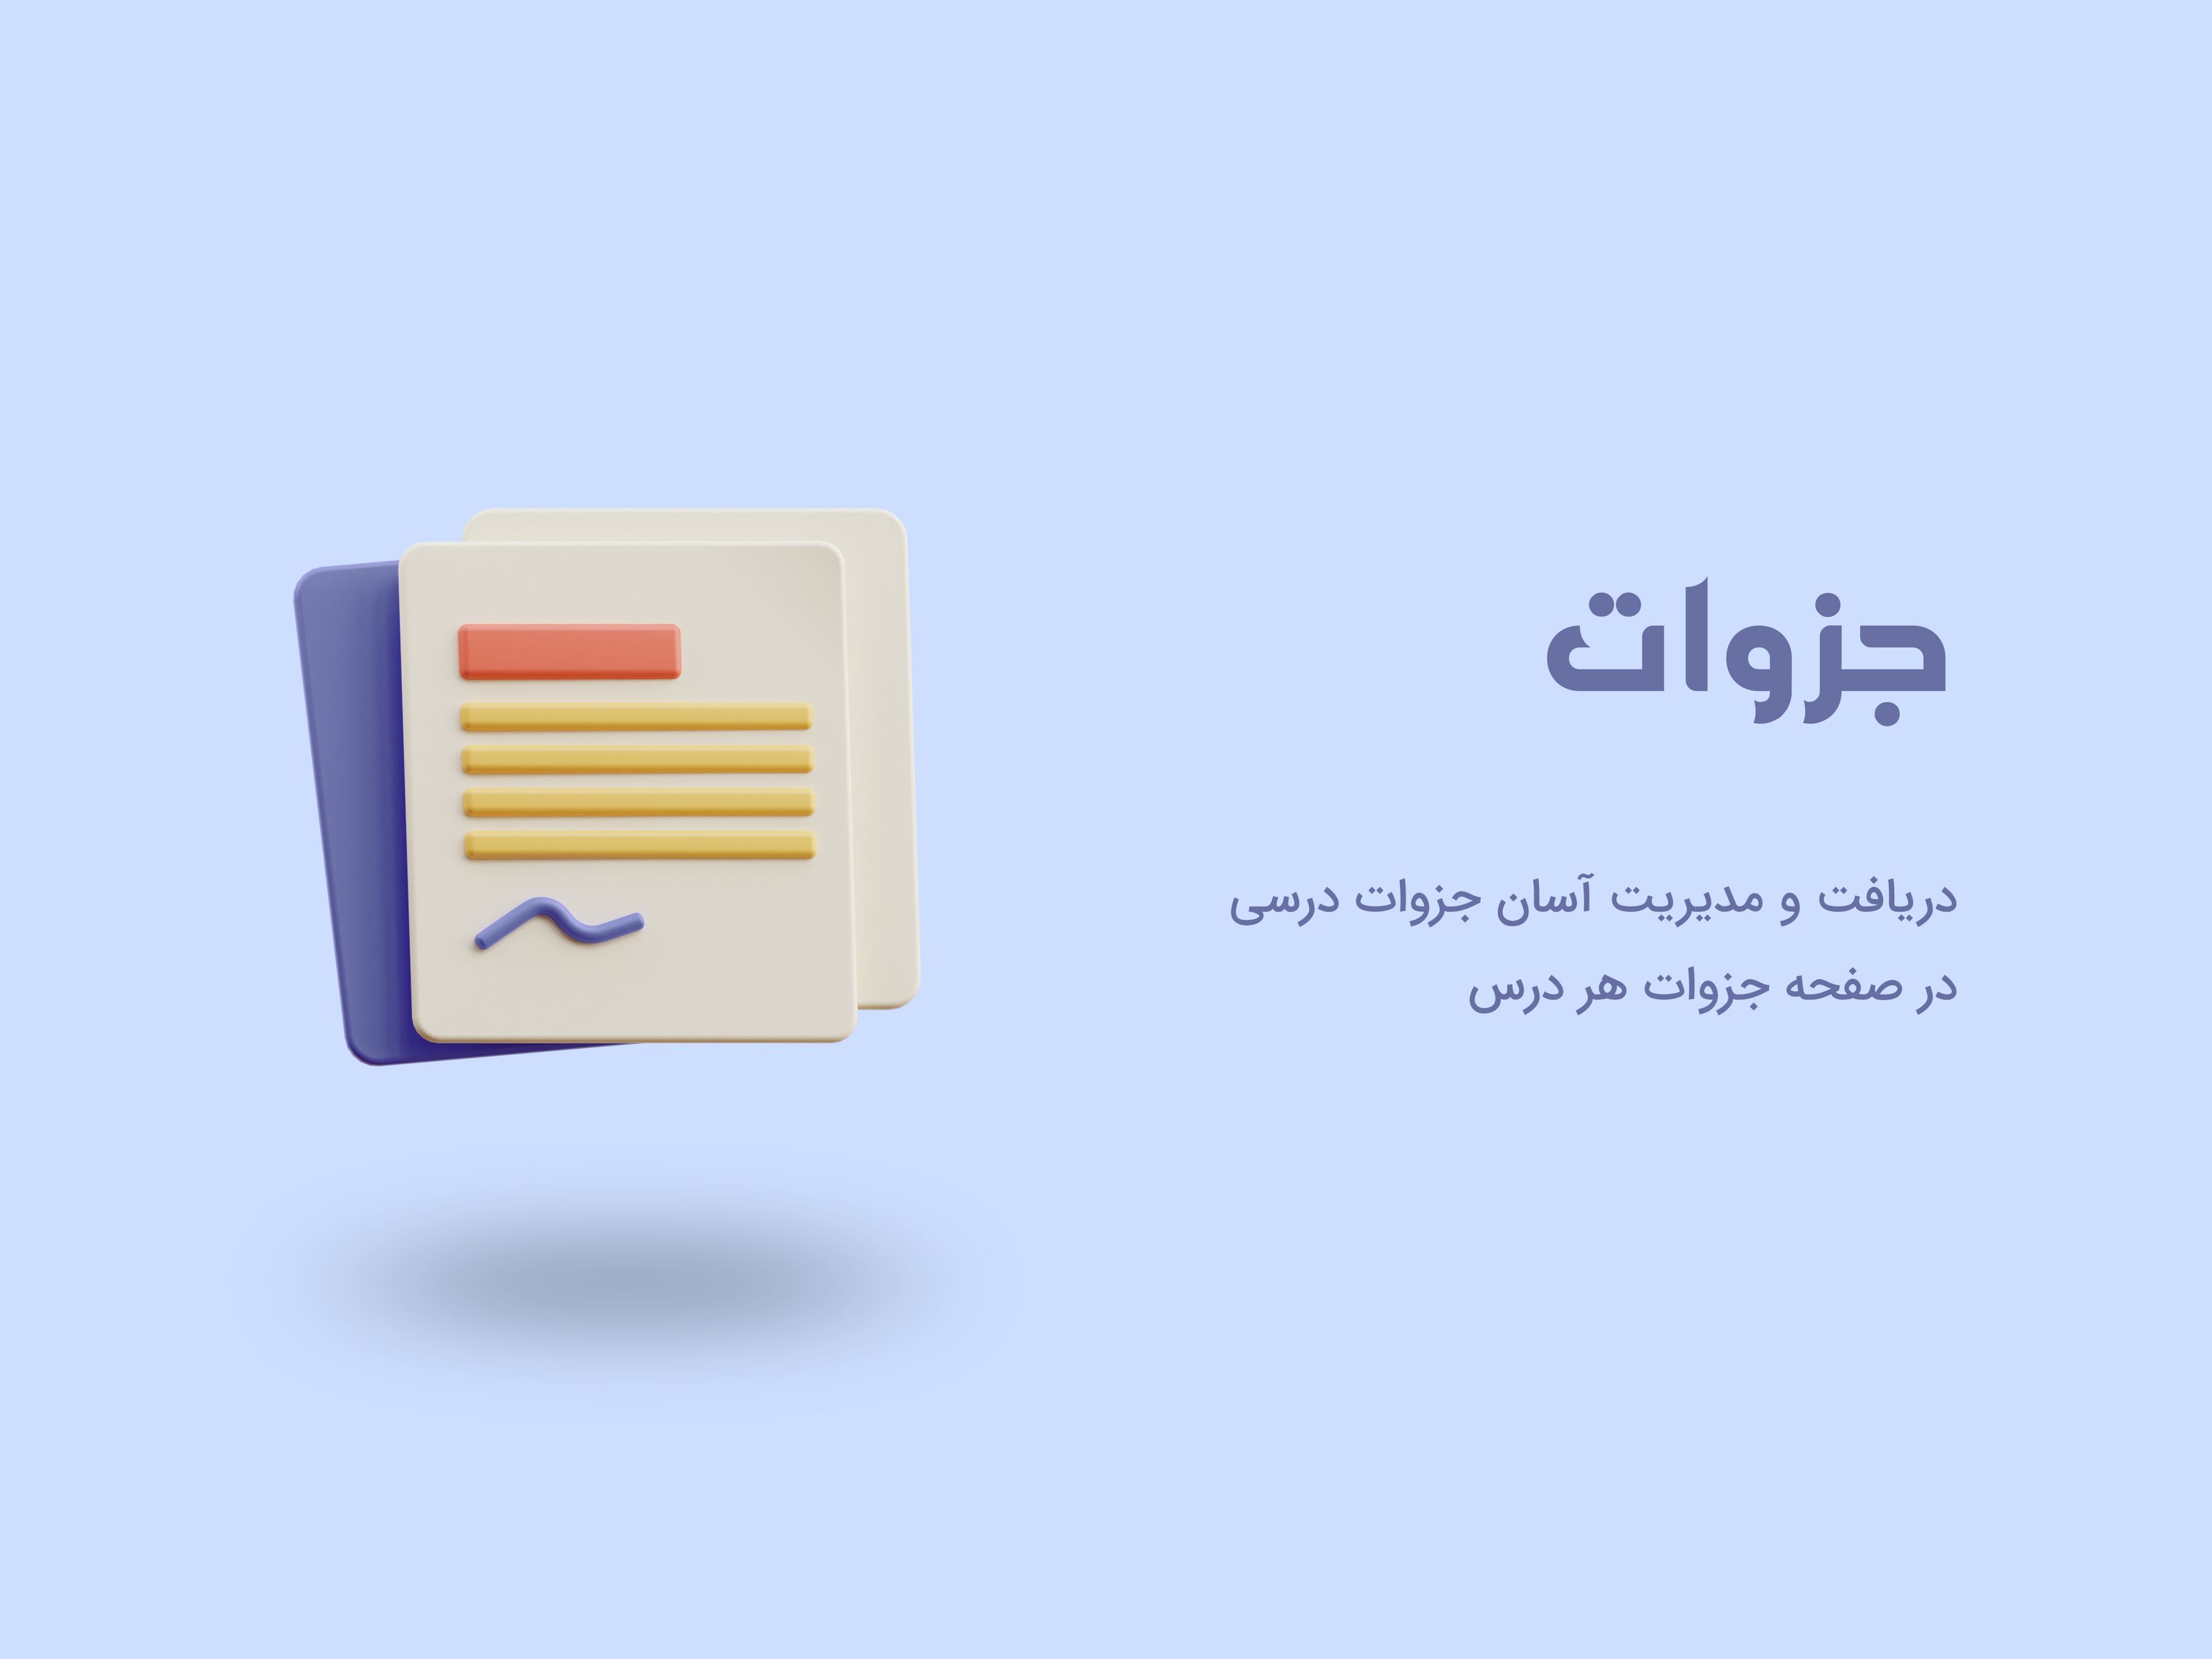 جزوات
دریافت و مدیریت آسان جزوات درسی
در صفحه جزوات هر درس